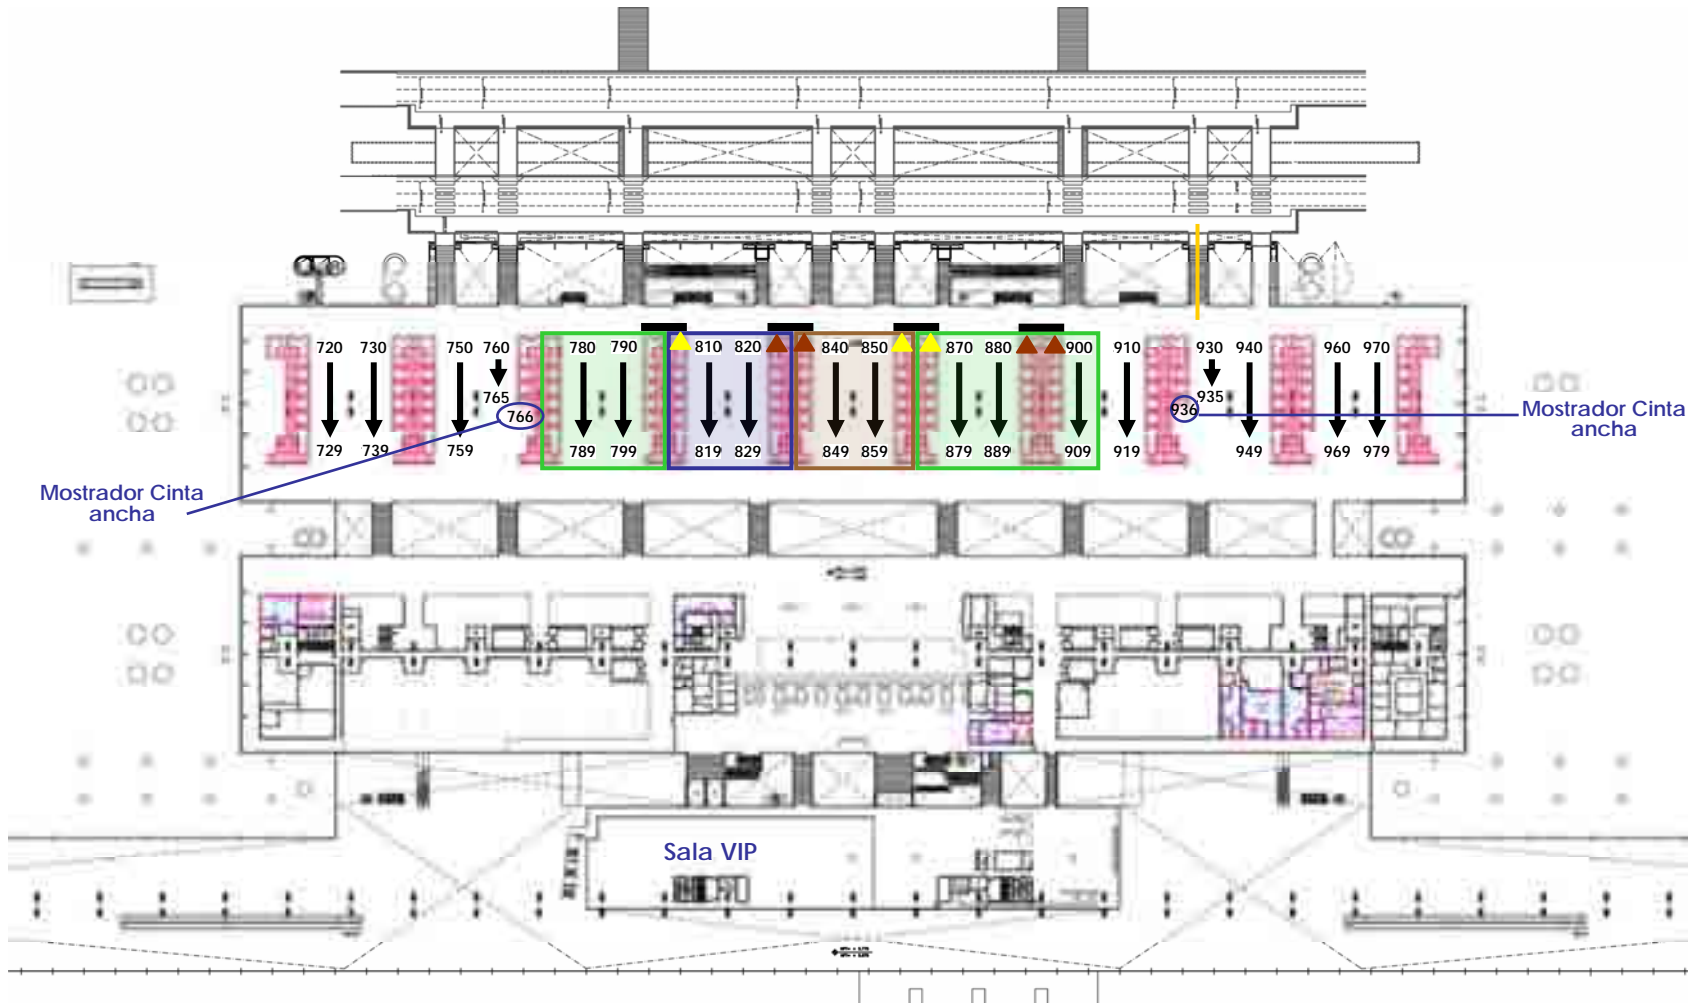 720 730 750 760 780 790 810 820 840 850 870 880 900 910 930 940 960 970
765 935
766 936
Mostrador Cinta
ancha
729 739 759 789 799 819 829 849 859 879 889 909 919 949 969 979
Mostrador Cinta
ancha
Sala VIP